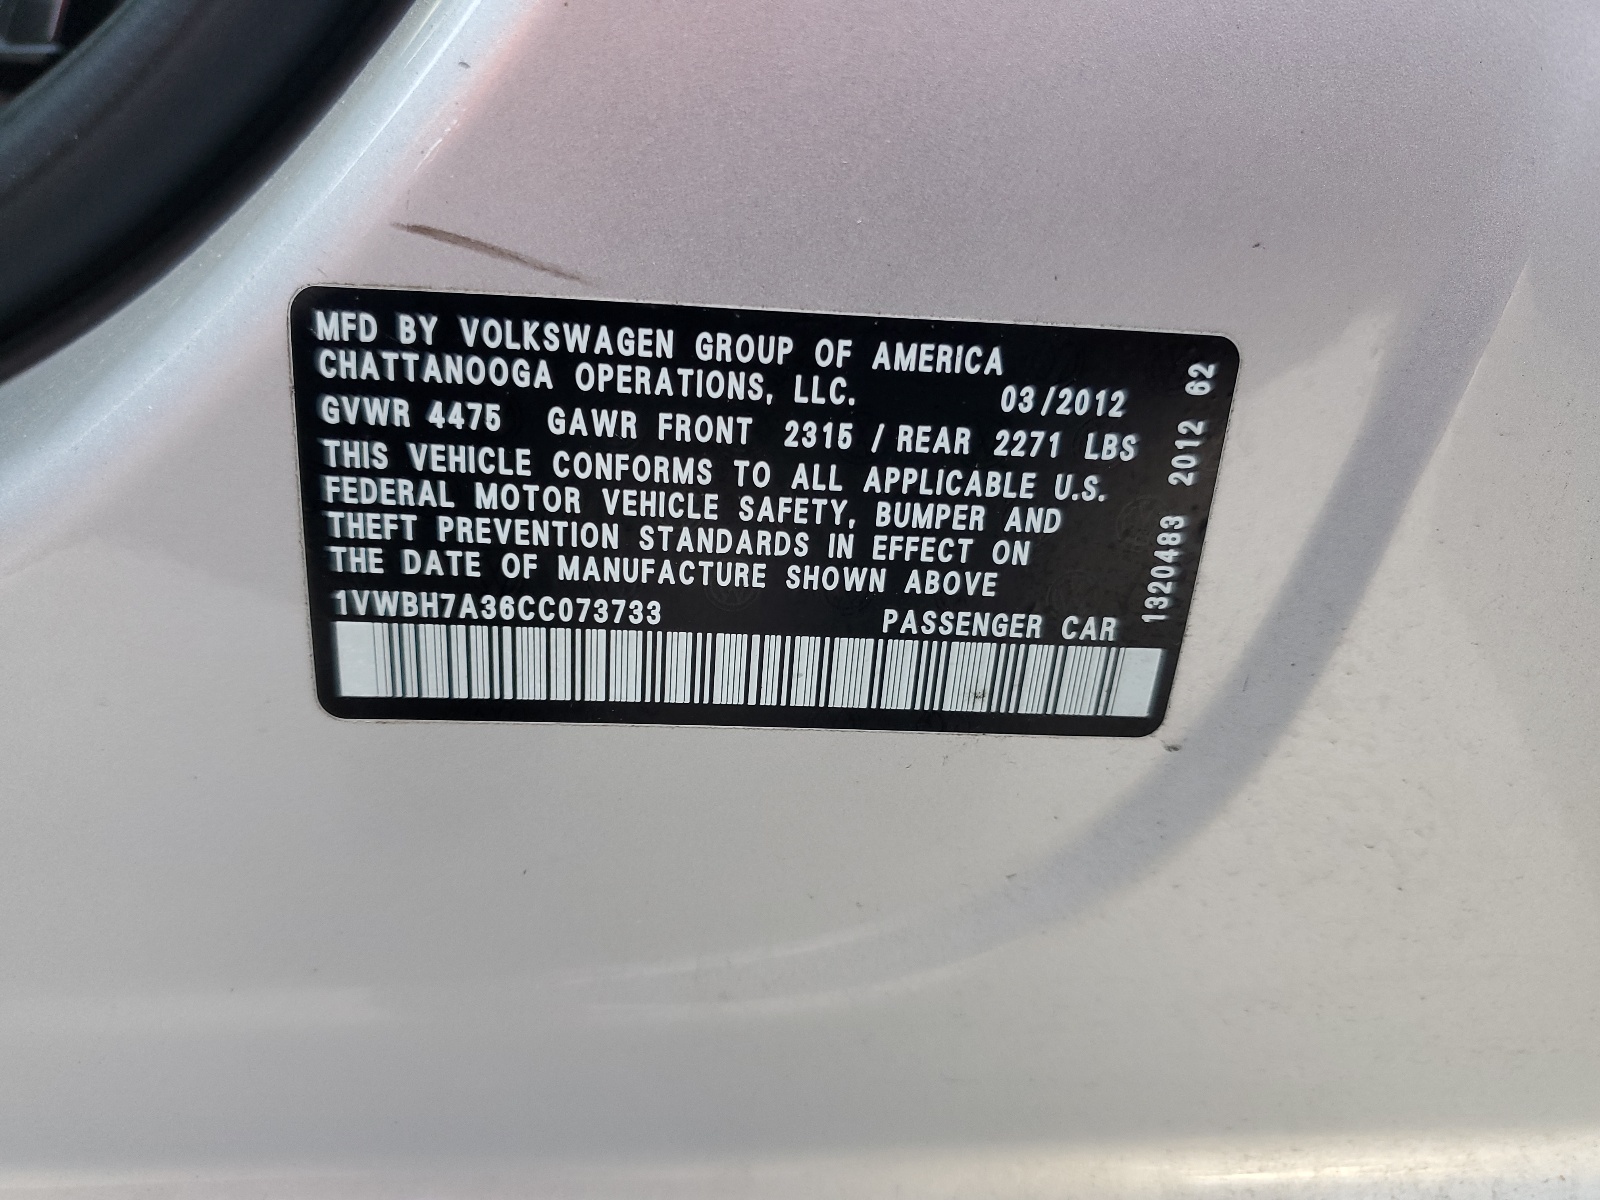 MFD BY VOLKSWAGEN GROUP OF AMERICA
CHATTANOOGA OPERATIONS, LLC. 03/2012
GVWR 4475 GAWR FRONT 2315 / REAR 2271 LBS
THIS VEHICLE CONFORMS TO ALL APPLICABLE U.S.
FEDERAL MOTOR VEHICLE SAFETY, BUMPER AND
THEFT PREVENTION STANDARDS IN EFFECT ON
THE DATE OF MANUFACTURE SHOWN ABOVE
1VWBH7A36CC073733 PASSENGER CAR
1320483 2012 62